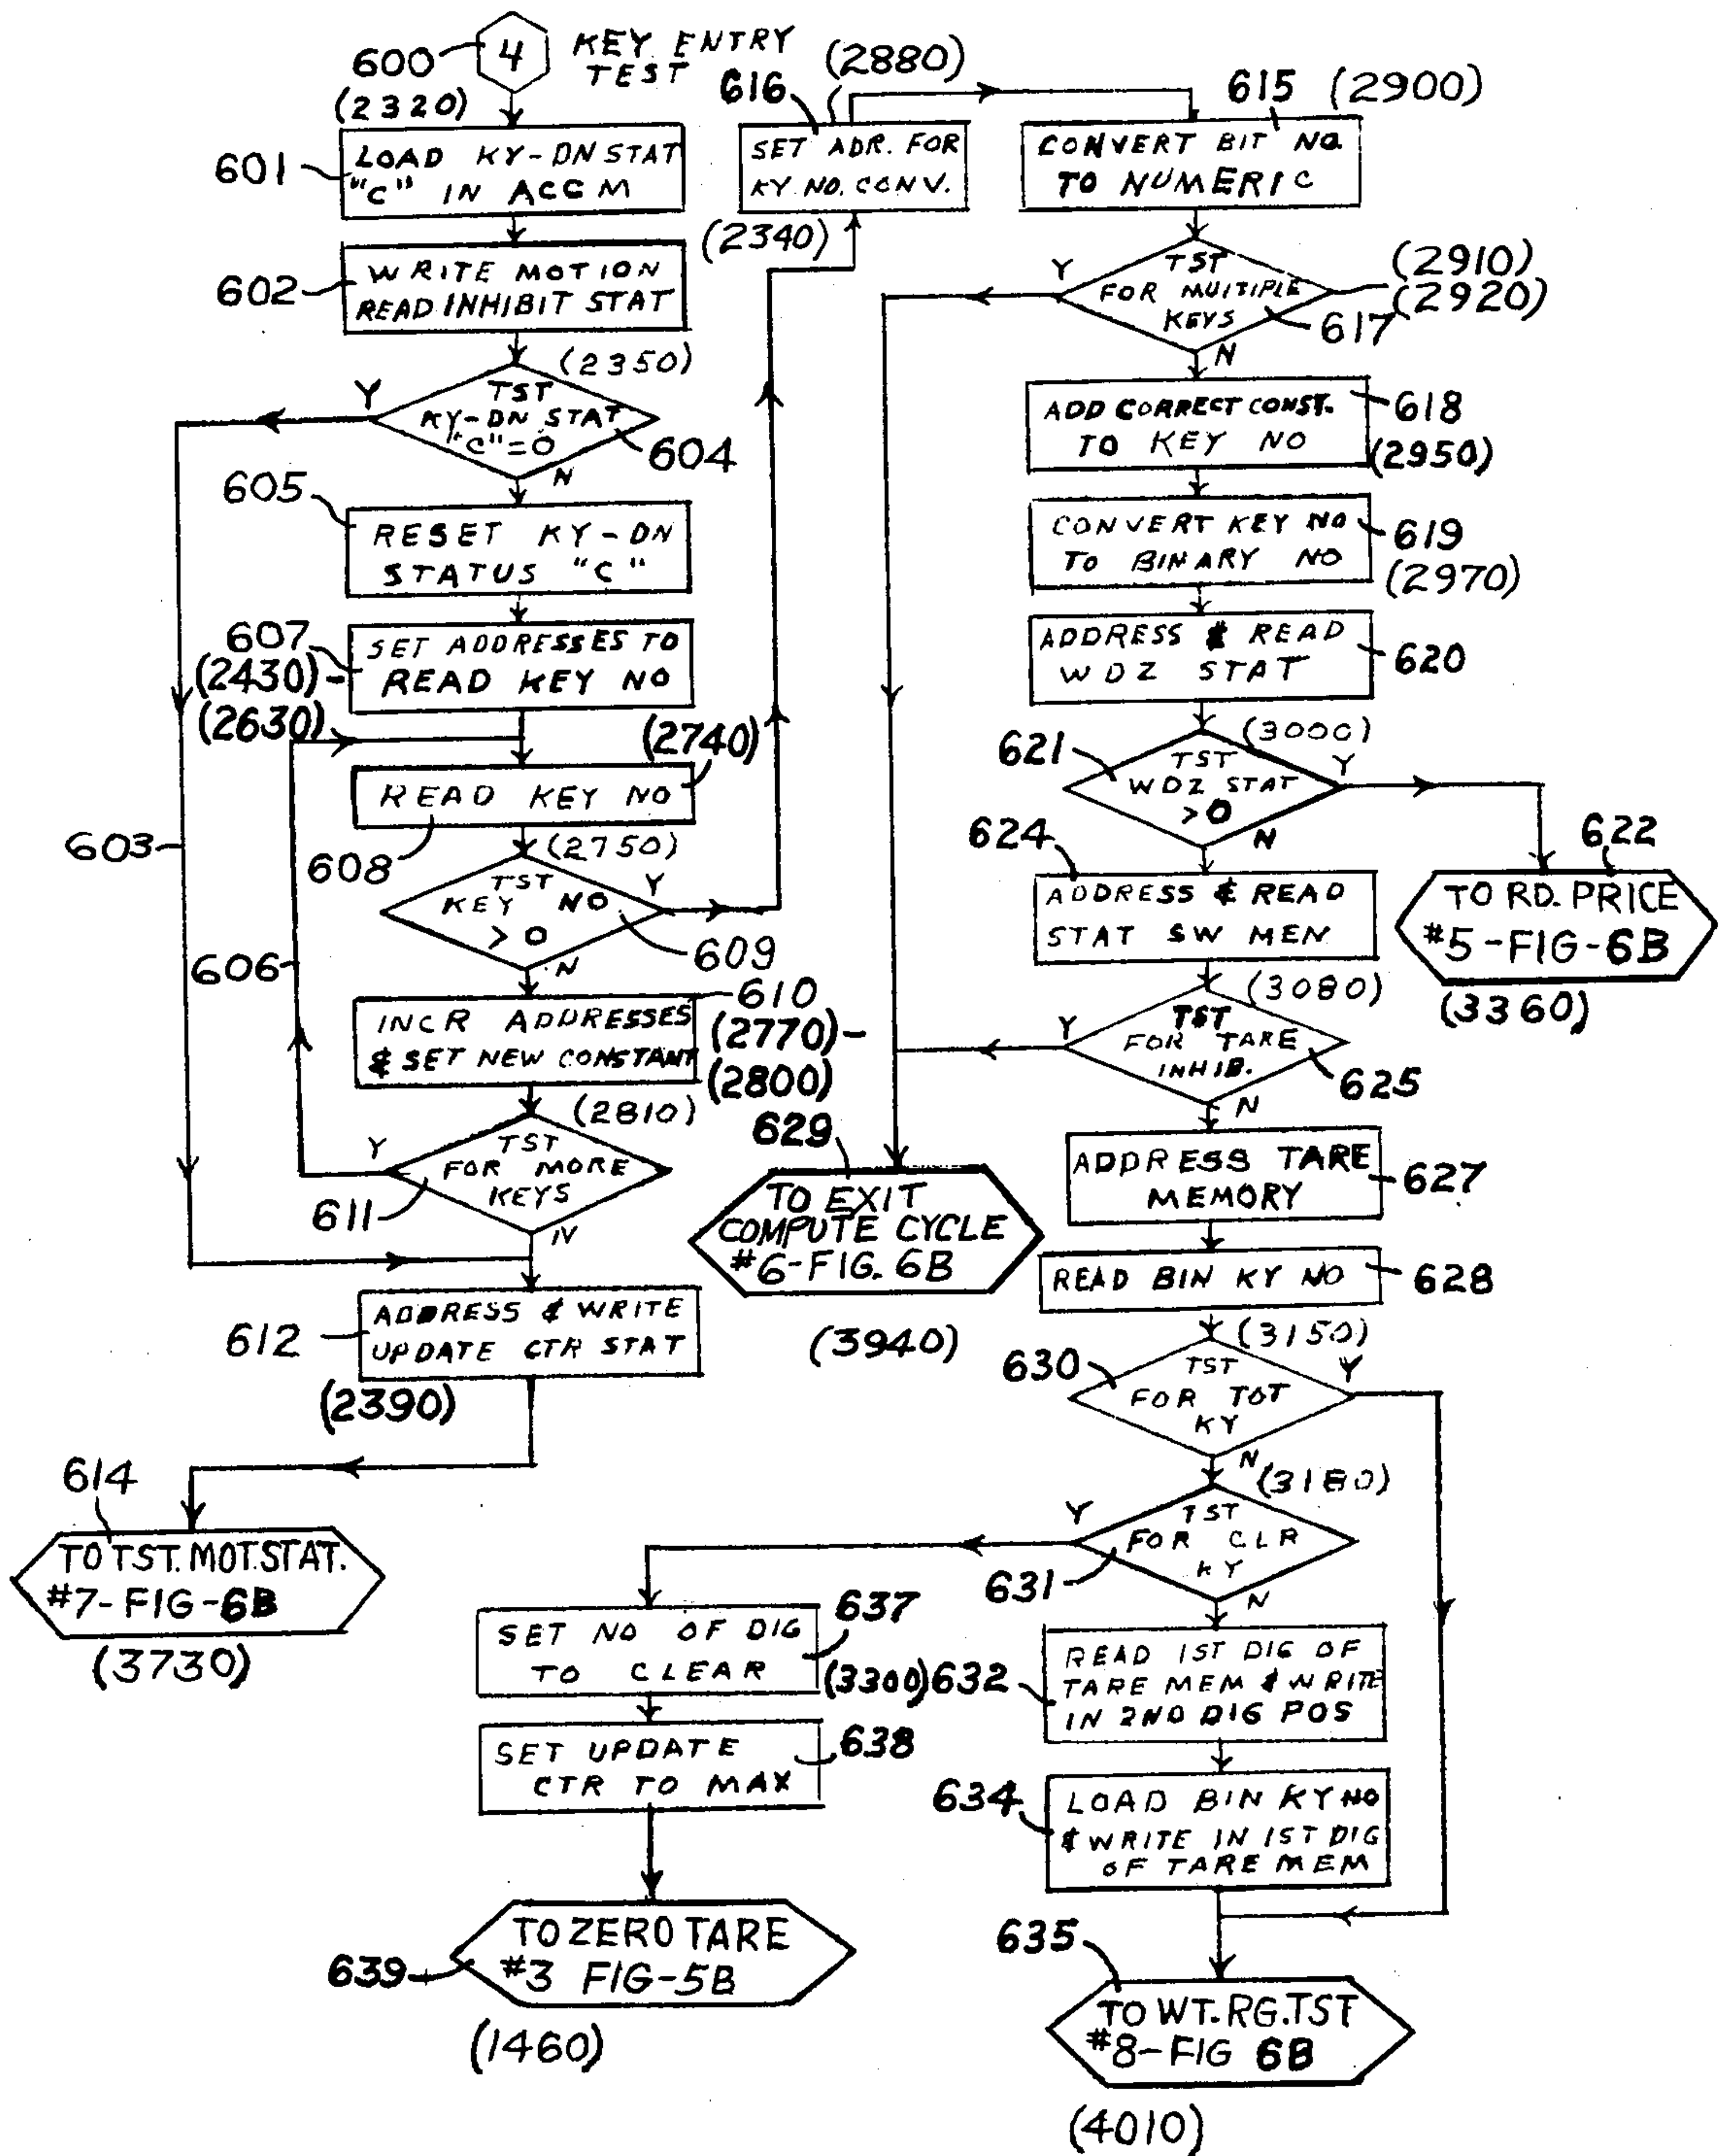 600
4
KEY ENTRY
TEST
(2320)
601
LOAD KY-DN STAT
"C" IN ACCM
602
WRITE MOTION
READ INHIBIT STAT
(2350)
Y
TST
KY-DN STAT
"C"=0
604
N
605
RESET KY-DN
STATUS "C"
607
(2430)-
(2630)
SET ADDRESSES TO
READ KEY NO
(2740)
READ KEY NO
603
608
(2750)
TST
KEY NO
> 0
Y
609
N
606
610
(2770)-
(2800)
INCR ADDRESSES
& SET NEW CONSTANT
(2810)
Y
TST
FOR MORE
KEYS
611
N
612
ADDRESS & WRITE
UPDATE CTR STAT
(2390)
614
TO TST. MOT. STAT.
#7-FIG-6B
(3730)
616
(2880)
SET ADR. FOR
KY NO. CONV.
(2340)
615
(2900)
CONVERT BIT NO.
TO NUMERIC
Y
TST
FOR MUITIPLE
KEYS
(2910)
(2920)
617
N
ADD CORRECT CONST.
TO KEY NO
618
(2950)
CONVERT KEY NO
TO BINARY NO
619
(2970)
ADDRESS & READ
WDZ STAT
620
(3000)
621
TST
WDZ STAT
>0
Y
N
622
TO RD. PRICE
#5-FIG-6B
(3360)
624
ADDRESS & READ
STAT SW MEN
(3080)
Y
TST
FOR TARE
INHIB.
625
N
629
TO EXIT
COMPUTE CYCLE
#6-FIG. 6B
(3940)
ADDRESS TARE
MEMORY
627
READ BIN KY NO
628
(3150)
630
TST
FOR TOT
KY
Y
N
(3180)
Y
TST
FOR CLR
KY
631
N
637
SET NO OF DIG
TO CLEAR
(3300)
632
READ 1ST DIG OF
TARE MEM & WRITE
IN 2ND DIG POS
SET UPDATE
CTR TO MAX
638
634
LOAD BIN KY NO
& WRITE IN 1ST DIG
OF TARE MEM
639
TO ZERO TARE
#3 FIG-5B
(1460)
635
TO WT. RG. TST
#8-FIG 6B
(4010)